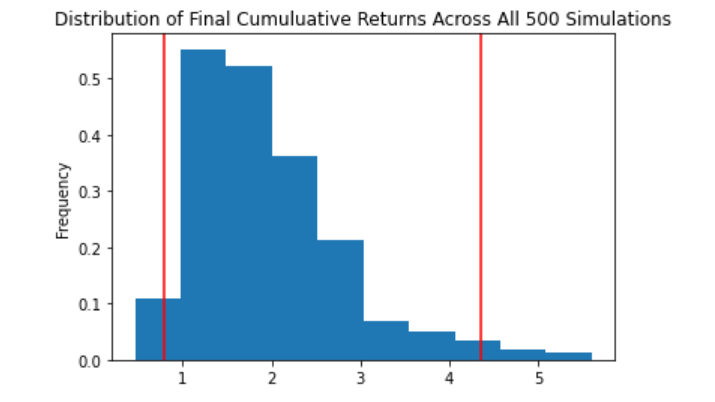 Distribution of Final Cumuluative Returns Across All 500 Simulations
Frequency
0.5
0.4
0.3
0.2
0.1
0.0
1 2 3 4 5